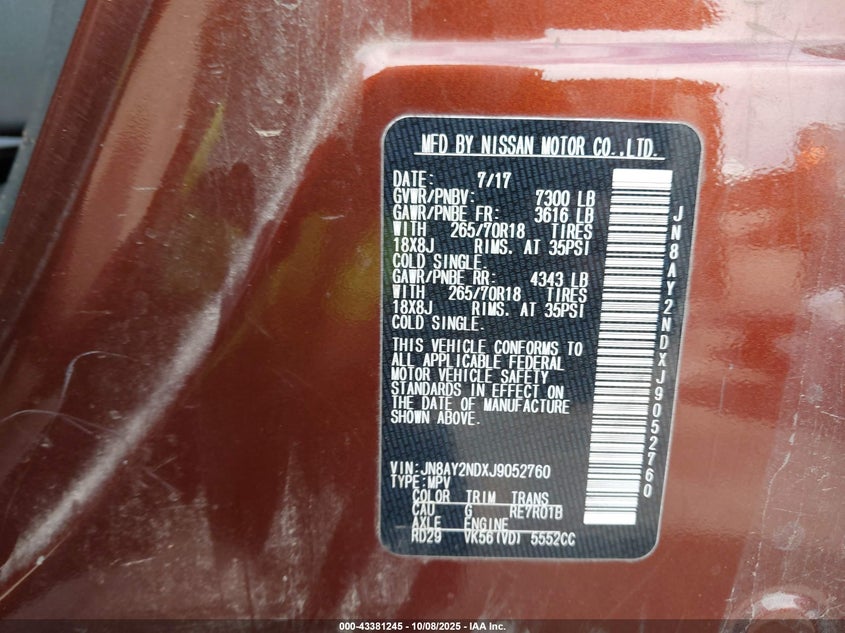 MFD BY NISSAN MOTOR CO.,LTD.
DATE: 7/17
GVWR/PNBV: 7300 LB
GAWR/PNBE FR: 3616 LB
WITH 265/70R18 TIRES
18X8J RIMS. AT 35PSI
COLD SINGLE.
GAWR/PNBE RR: 4343 LB
WITH 265/70R18 TIRES
18X8J RIMS. AT 35PSI
COLD SINGLE.
THIS VEHICLE CONFORMS TO
ALL APPLICABLE FEDERAL
MOTOR VEHICLE SAFETY
STANDARDS IN EFFECT ON
THE DATE OF MANUFACTURE
SHOWN ABOVE.
VIN:JN8AY2NDXJ9052760
TYPE:MPV
COLOR TRIM TRANS
CAU G RE7R01B
AXLE ENGINE
RD29 VK56(VD) 5552CC
JN8AY2NDXJ9052760
000-43381245 - 10/08/2025 - IAA Inc.